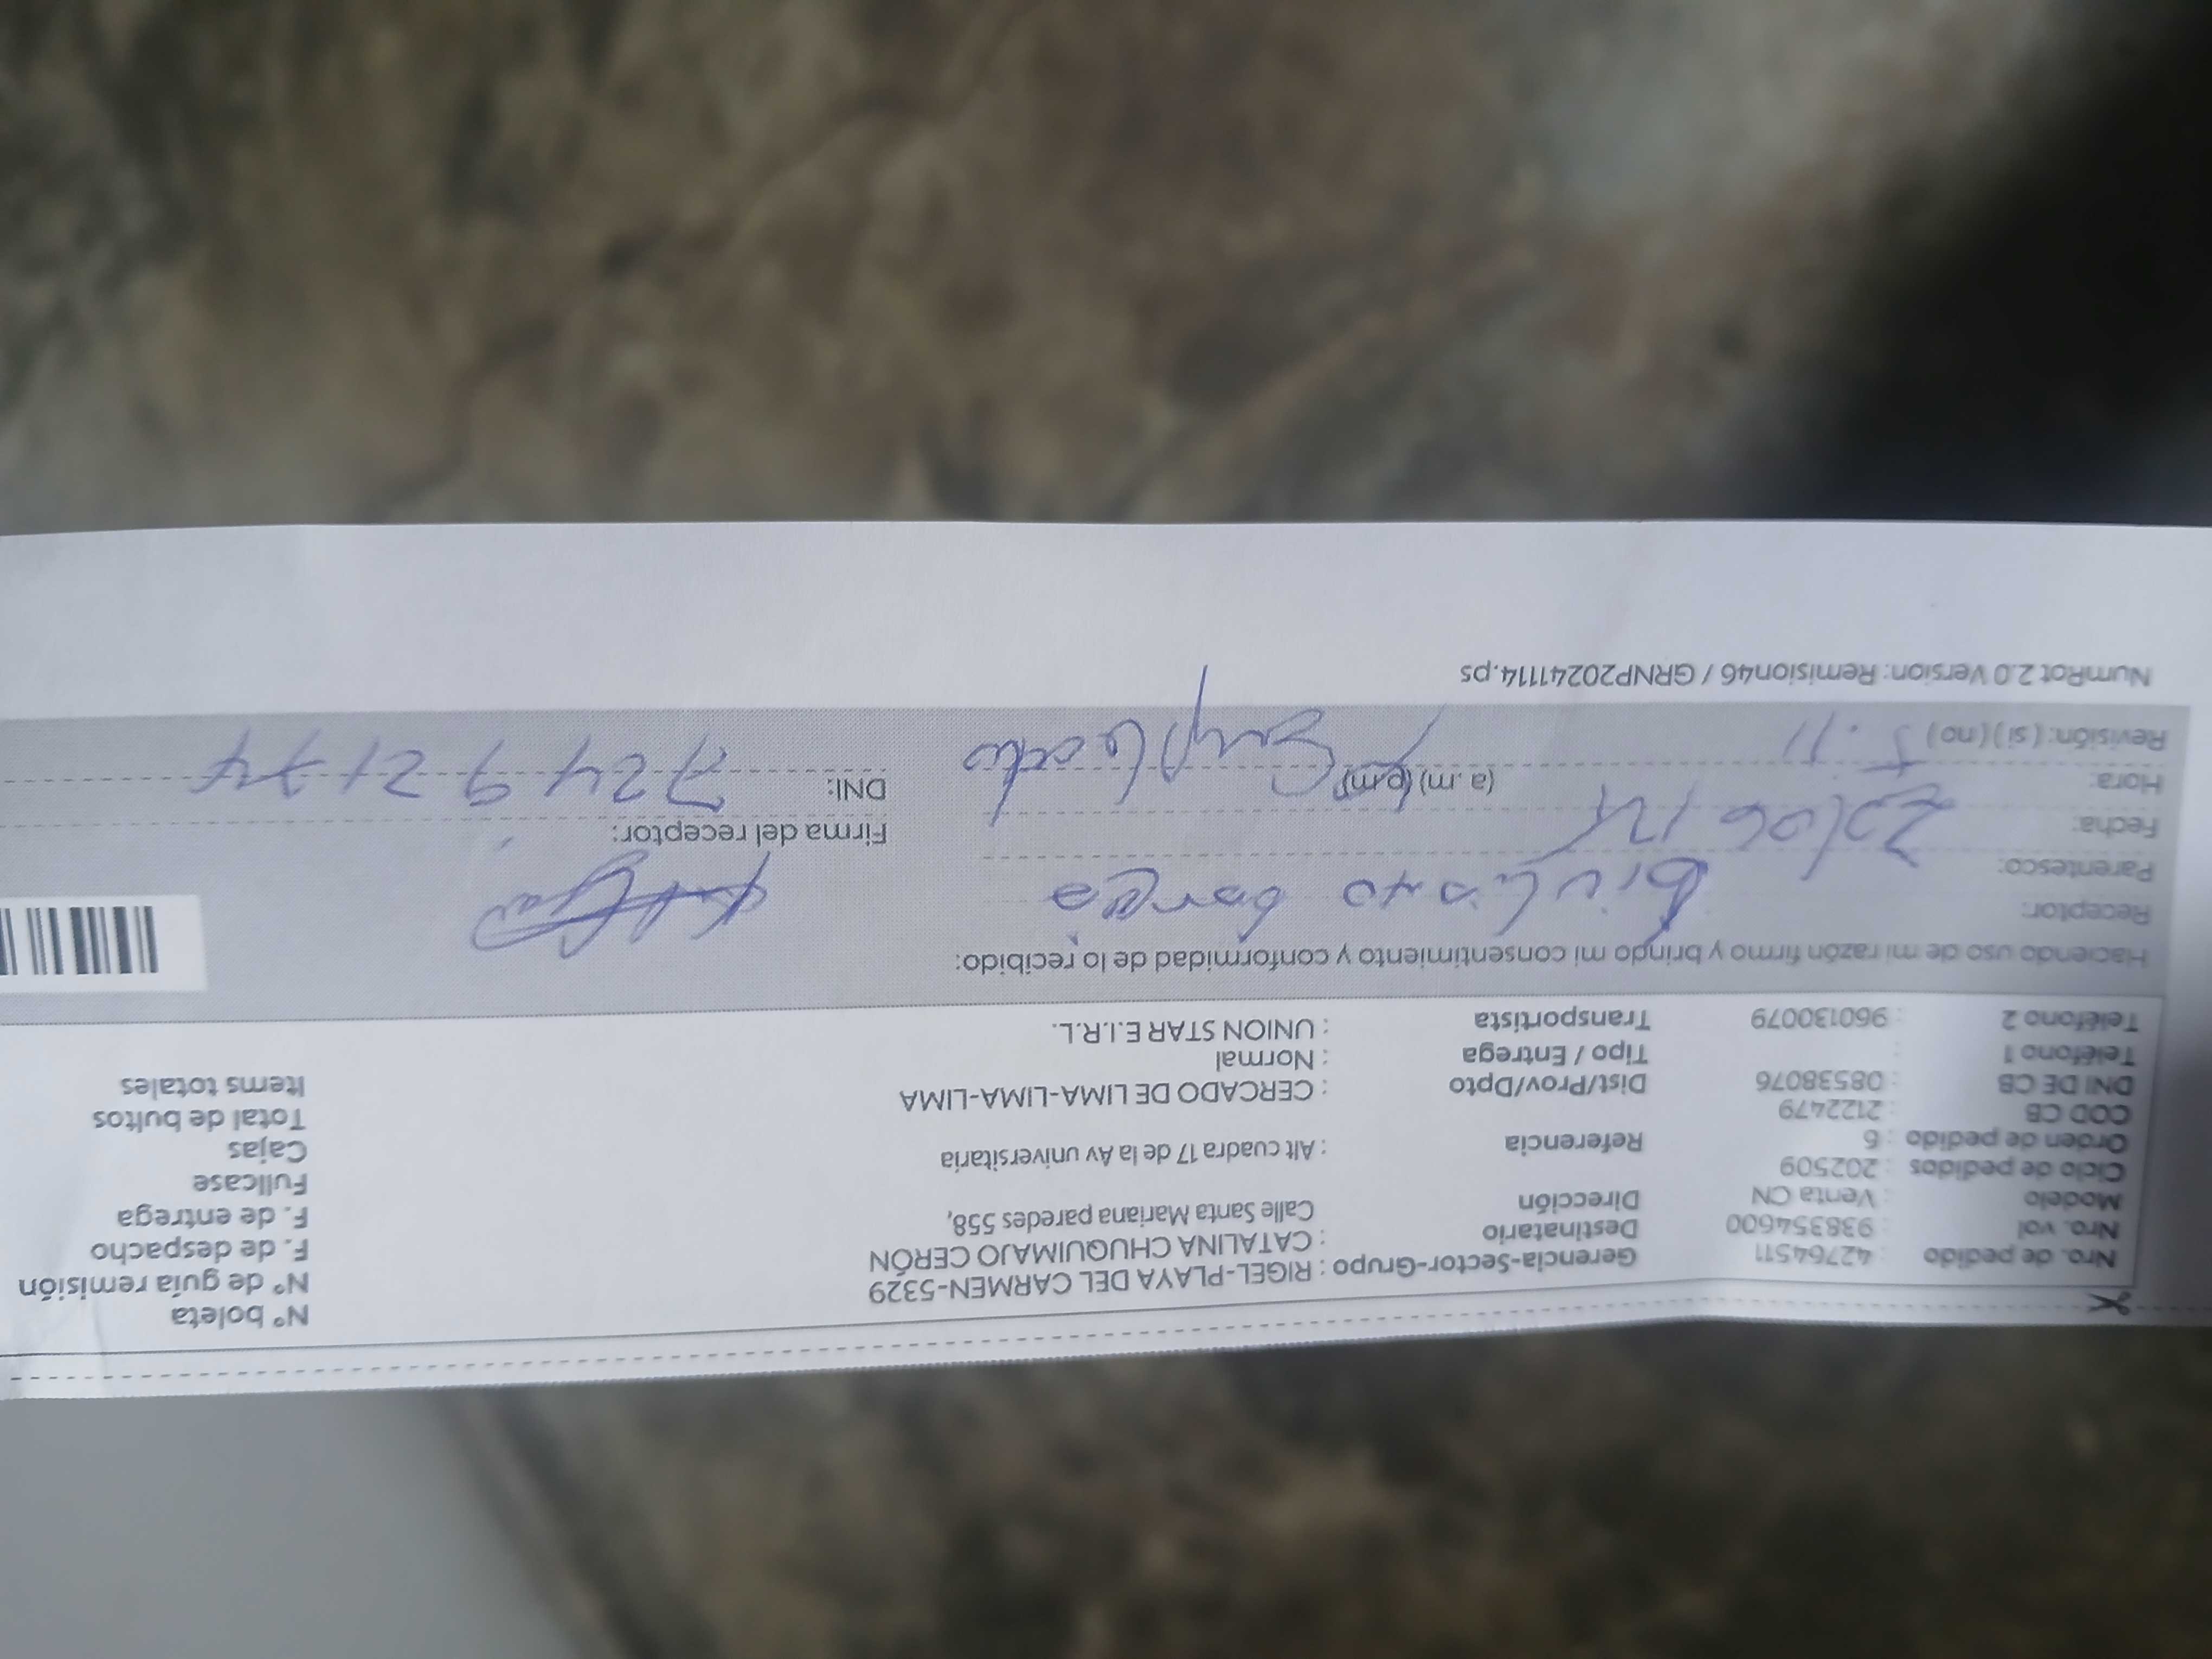 Nº boleta
Nro. de pedido : 42764511 Gerencia-Sector-Grupo : RIGEL-PLAYA DEL CARMEN-5329 Nº de guía remisión
Nro. vol : 938354600 Destinatario : CATALINA CHUQUIMAJO CERÓN F. de despacho
Modelo : Venta CN Dirección Calle Santa Mariana paredes 558, F. de entrega
Ciclo de pedidos : 202509 Fullcase
Orden de pedido : 6 Referencia : Alt cuadra 17 de la Av universitaria Cajas
COD CB : 2122479 Total de bultos
DNI DE CB : 08538076 Dist/Prov/Dpto : CERCADO DE LIMA-LIMA-LIMA Items totales
Teléfono 1 : Tipo / Entrega : Normal
Teléfono 2 : 960130079 Transportista : UNION STAR E.I.R.L.
Haciendo uso de mi razón firmo y brindo mi consentimiento y conformidad de lo recibido:
Receptor:
Parentesco:
Firma del receptor:
Fecha:
Hora: (a.m) (p.m) DNI:
Revisión: (si) (no)
NumRot 2.0 Version: Remision46 / GRNP20241114.ps